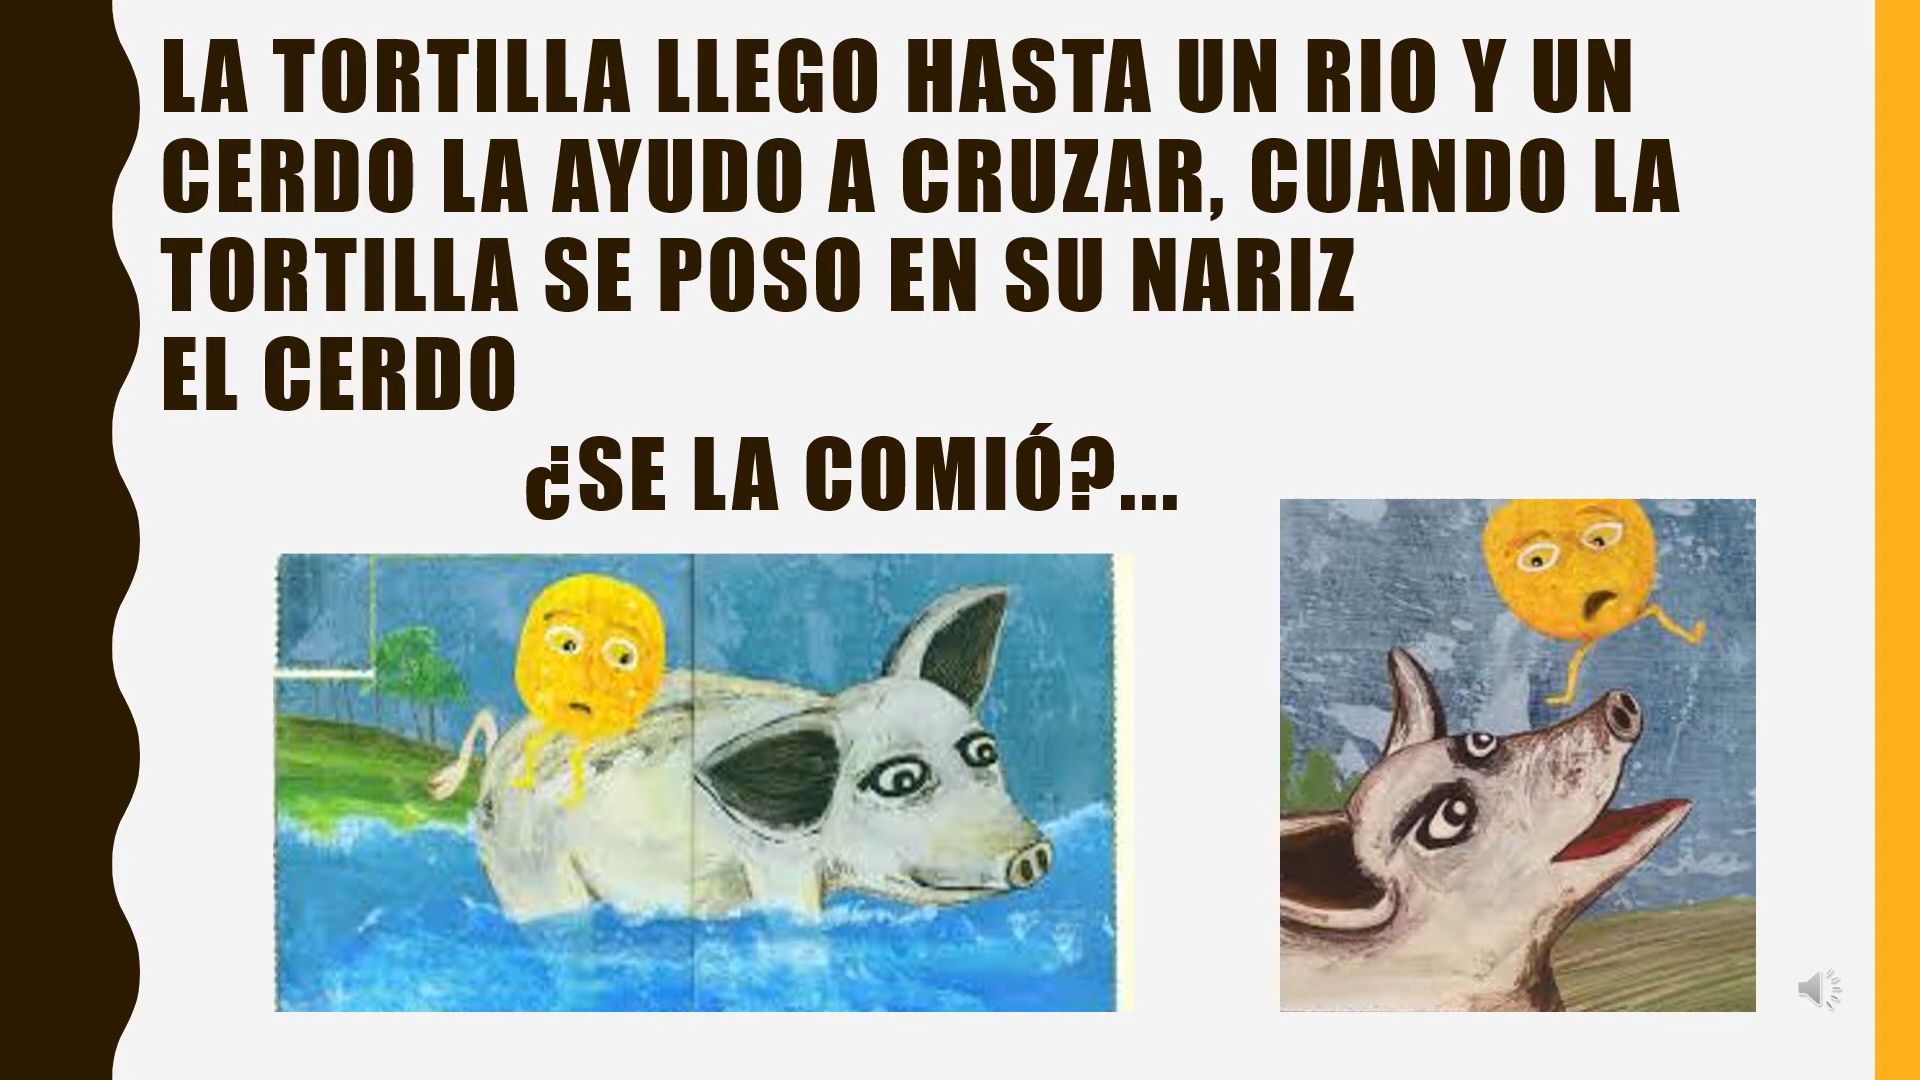 LA TORTILLA LLEGO HASTA UN RIO Y UN
CERDO LA AYUDO A CRUZAR, CUANDO LA
TORTILLA SE POSO EN SU NARIZ
EL CERDO
¿SE LA COMIÓ?...